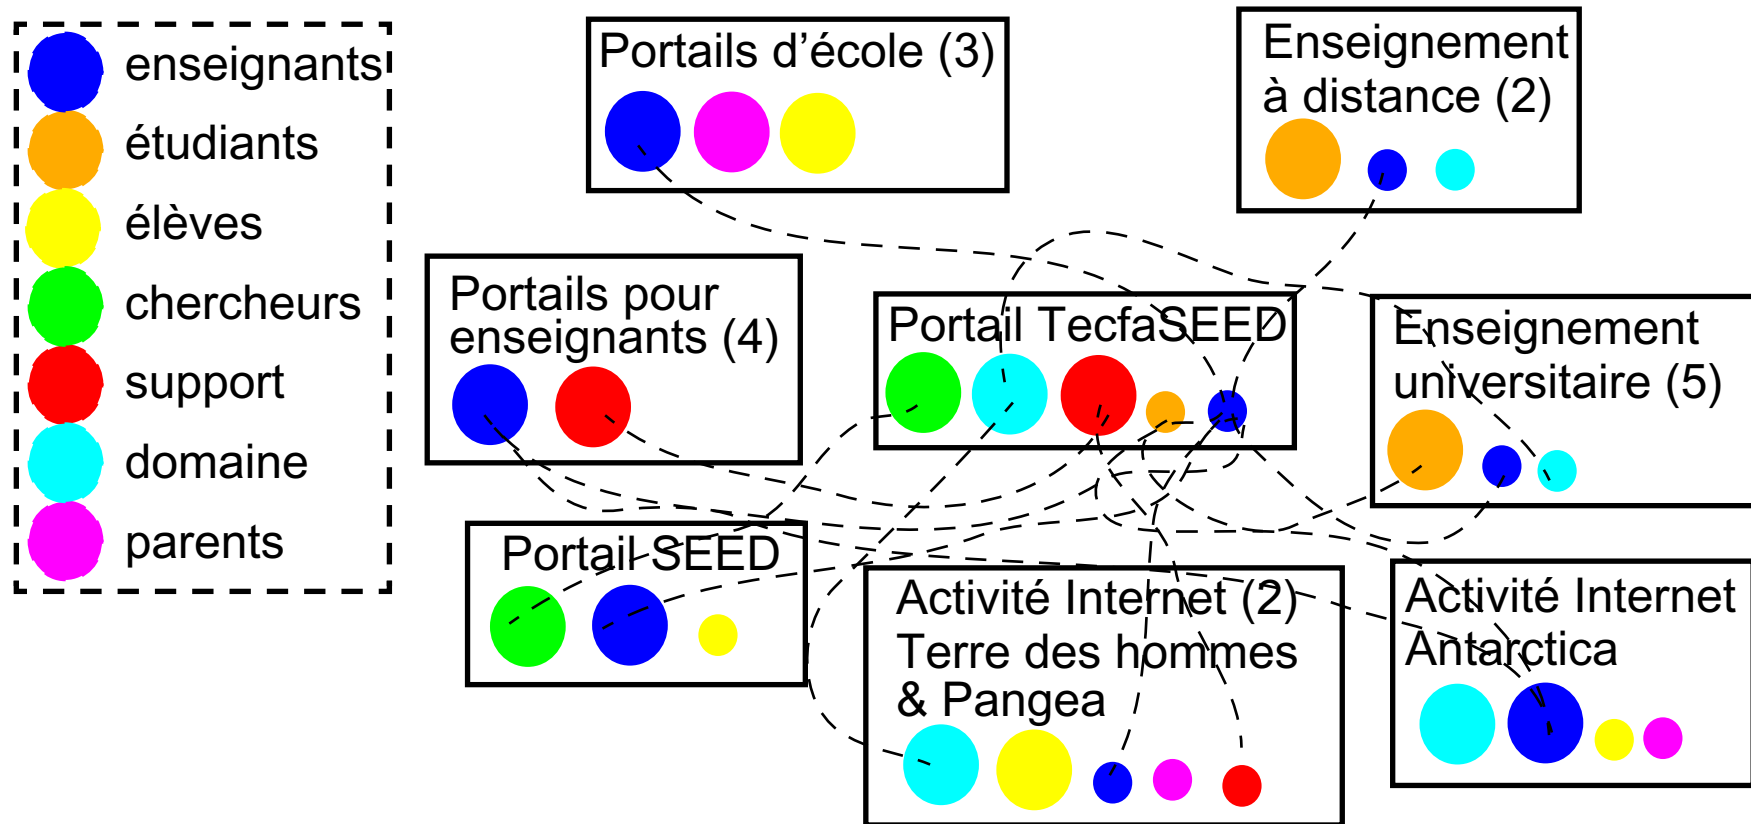 enseignants
étudiants
élèves
chercheurs
support
domaine
parents
Portails d'école (3)
Enseignement
à distance (2)
Portails pour
enseignants (4)
Portail TecfaSEED
Enseignement
universitaire (5)
Portail SEED
Activité Internet (2)
Terre des hommes
& Pangea
Activité Internet
Antarctica